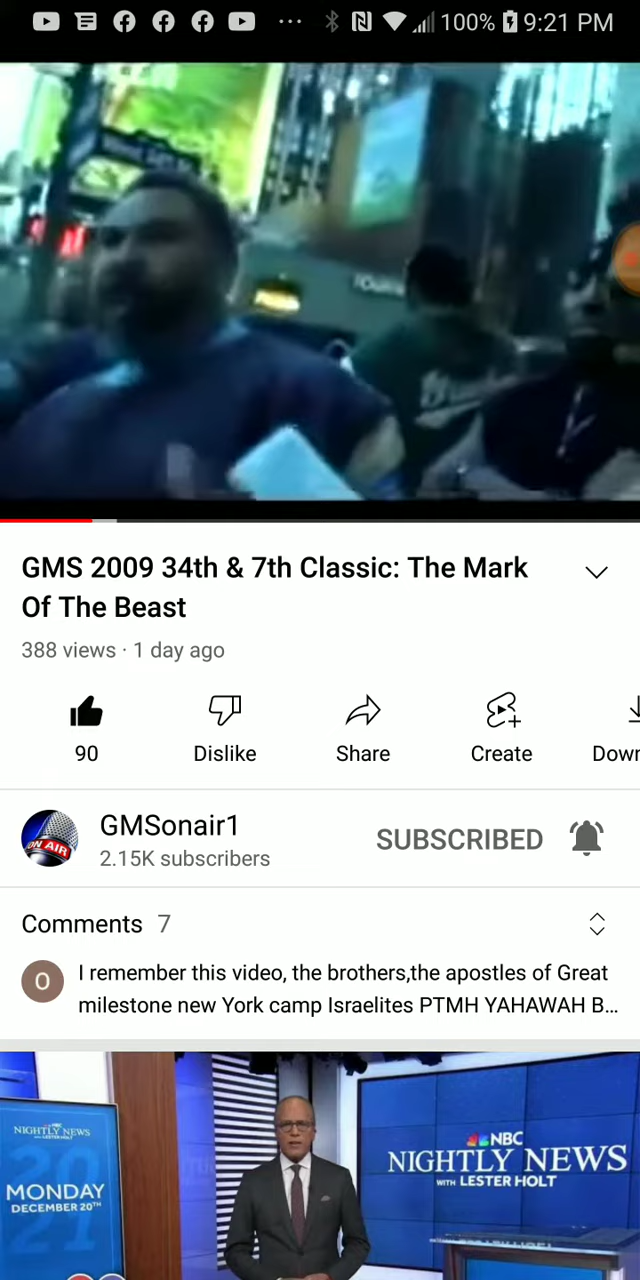 100% 9:21 PM
GMS 2009 34th & 7th Classic: The Mark
Of The Beast
388 views · 1 day ago
90
Dislike
Share
Create
Down
ON AIR
GMSonair1
2.15K subscribers
SUBSCRIBED
Comments 7
O
I remember this video, the brothers,the apostles of Great
milestone new York camp Israelites PTMH YAHAWAH B...
NIGHTLY NEWS
MONDAY
DECEMBER 20TH
NBC
NIGHTLY NEWS
WITH LESTER HOLT